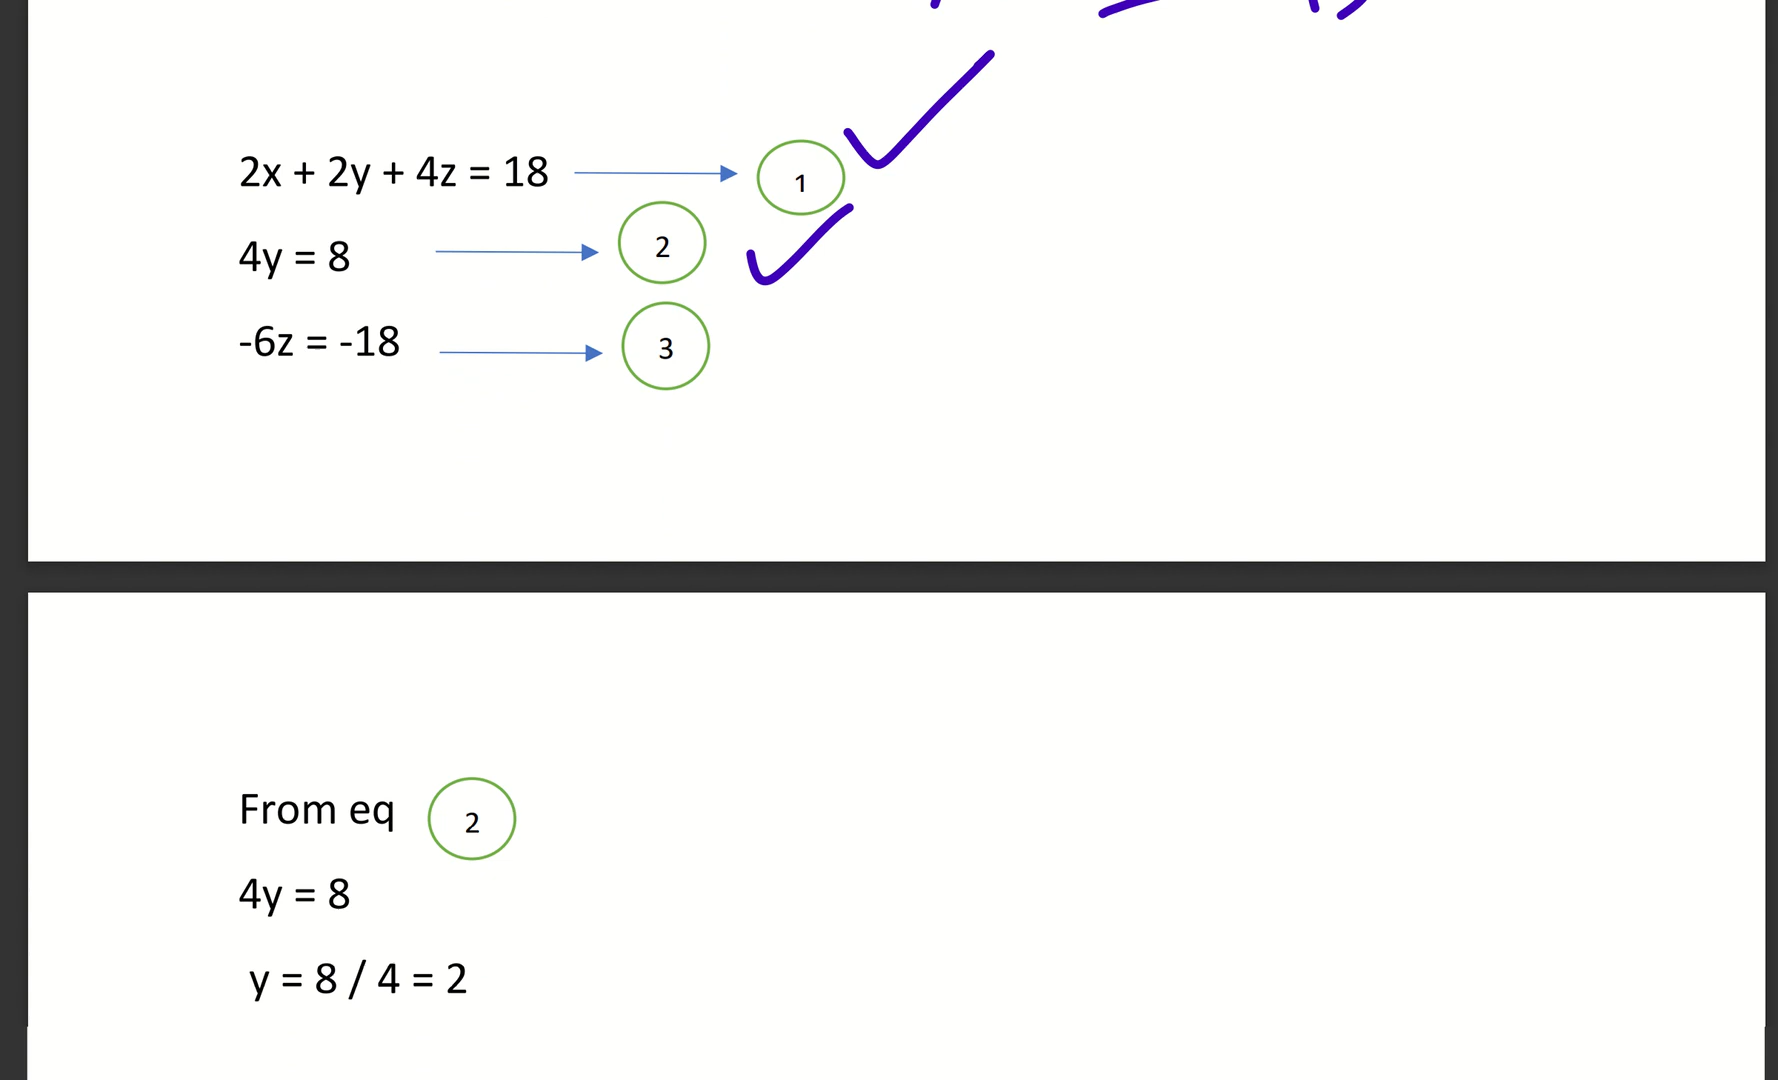 2x + 2y + 4z = 18 1
4y = 8 2
-6z = -18 3
From eq 2
4y = 8
y = 8 / 4 = 2